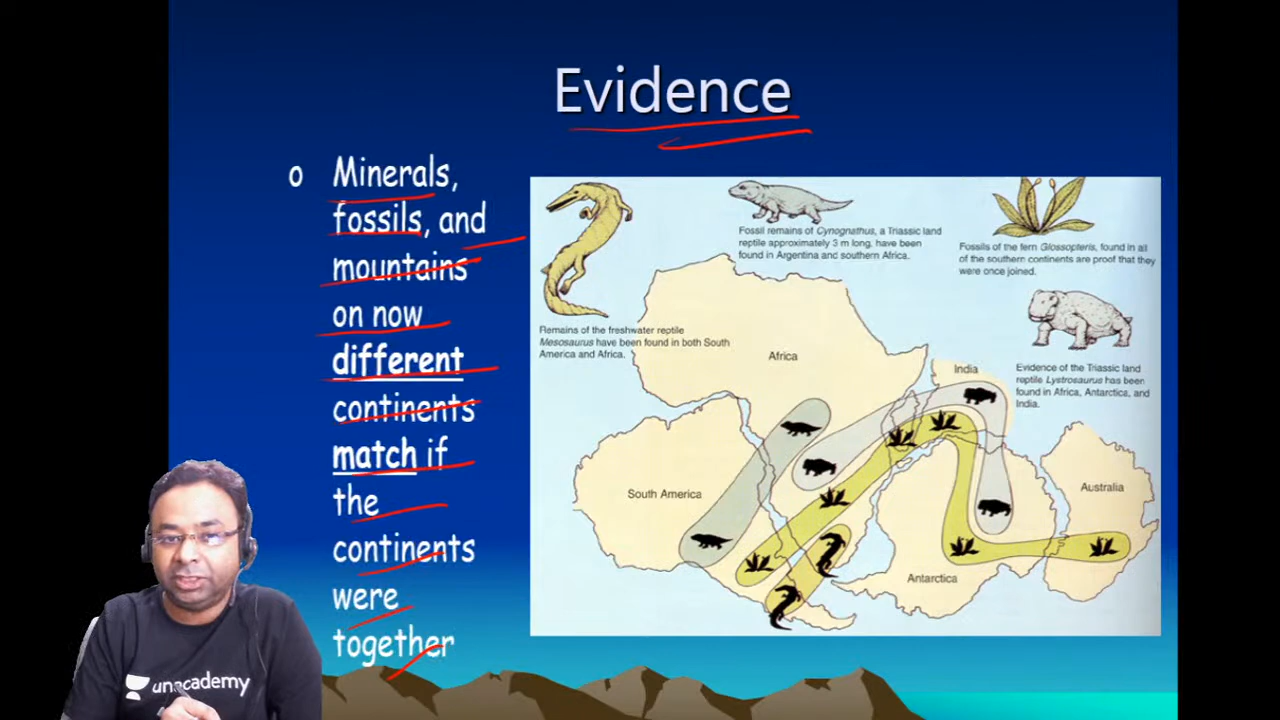 Evidence
o Minerals,
fossils, and
mountains
on now
different
continents
match if
the
continents
were
together
Fossil remains of Cynognathus, a Triassic land
reptile approximately 3 m long, have been
found in Argentina and southern Africa.
Fossils of the fern Glossopteris, found in all
of the southern continents are proof that they
were once joined.
Remains of the freshwater reptile
Mesosaurus have been found in both South
America and Africa.
Evidence of the Triassic land
reptile Lystrosaurus has been
found in Africa, Antarctica, and
India.
Africa
India
South America
Australia
Antarctica
unacademy